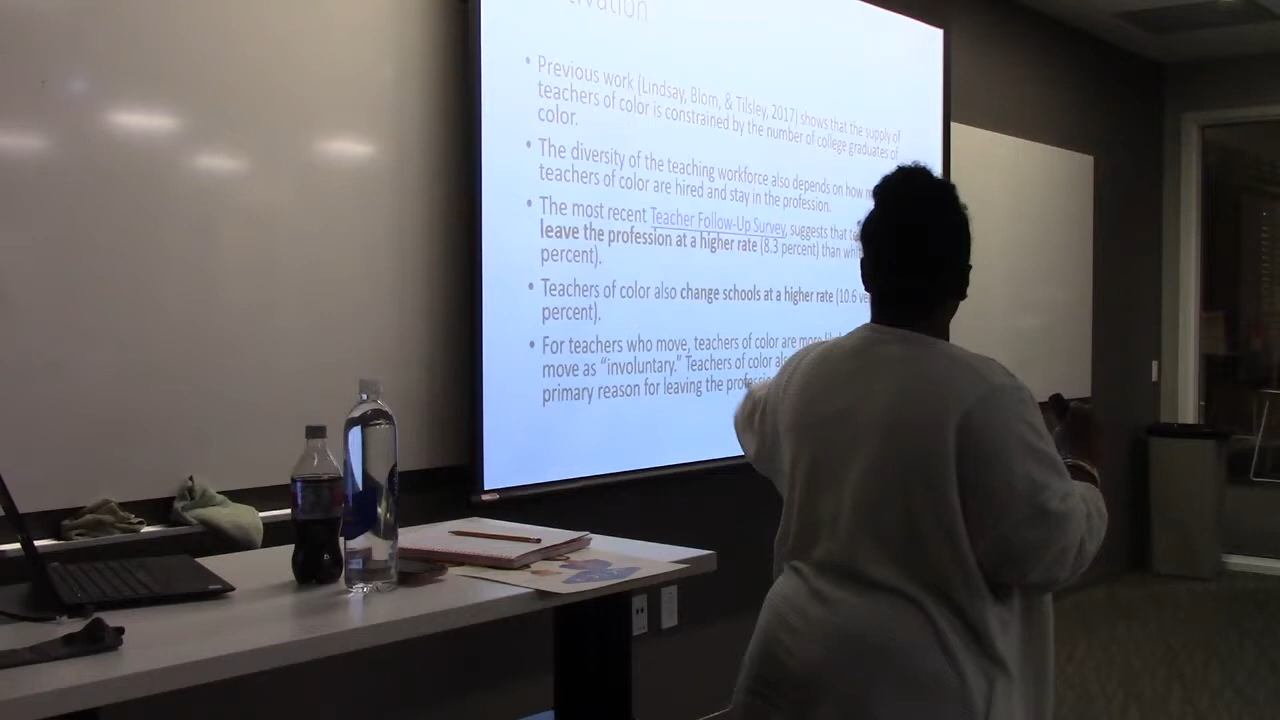 • Previous work (Lindsay, Blom, & Tilsley, 2017) shows that the supply of
teachers of color is constrained by the number of college graduates of
color.
• The diversity of the teaching workforce also depends on how
teachers of color are hired and stay in the profession.
• The most recent Teacher Follow-Up Survey, suggests that
leave the profession at a higher rate (8.3 percent) than
percent).
• Teachers of color also change schools at a higher rate (10.6
percent).
• For teachers who move, teachers of color are more
move as “involuntary.” Teachers of color
primary reason for leaving the